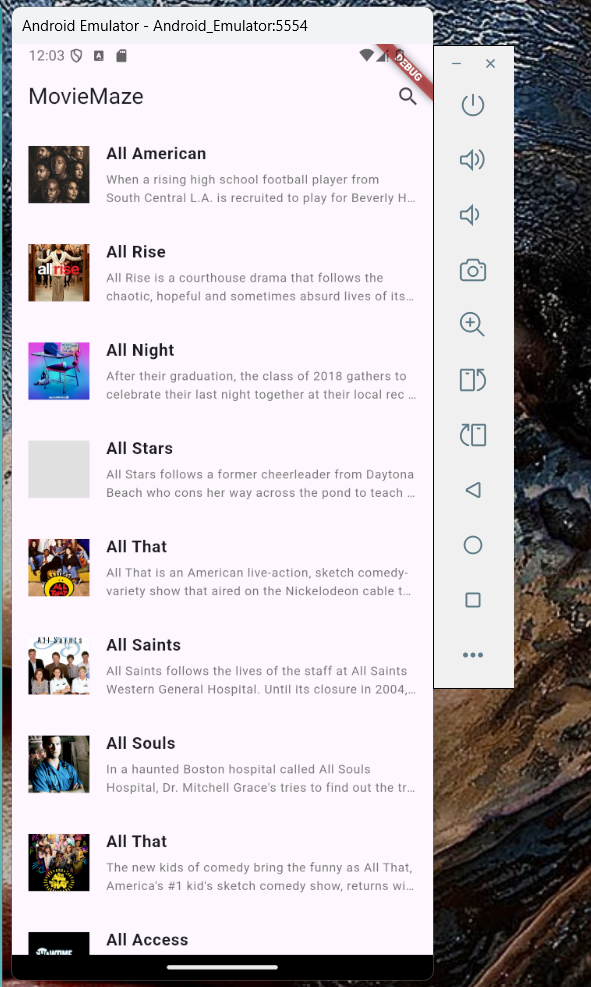 Android Emulator - Android_Emulator:5554
12:03
DEBUG
MovieMaze
All American
When a rising high school football player from
South Central L.A. is recruited to play for Beverly H...
allrise
All Rise
All Rise is a courthouse drama that follows the
chaotic, hopeful and sometimes absurd lives of its...
All Night
After their graduation, the class of 2018 gathers to
celebrate their last night together at their local rec ...
All Stars
All Stars follows a former cheerleader from Daytona
Beach who cons her way across the pond to teach ...
All That
All That is an American live-action, sketch comedy-
variety show that aired on the Nickelodeon cable t...
All Saints
All Saints
All Saints follows the lives of the staff at All Saints
Western General Hospital. Until its closure in 2004,...
All Souls
In a haunted Boston hospital called All Souls
Hospital, Dr. Mitchell Grace's tries to find out the tr...
All That
The new kids of comedy bring the funny as All That,
America's #1 kid's sketch comedy show, returns wi...
SHOWTIME
All Access